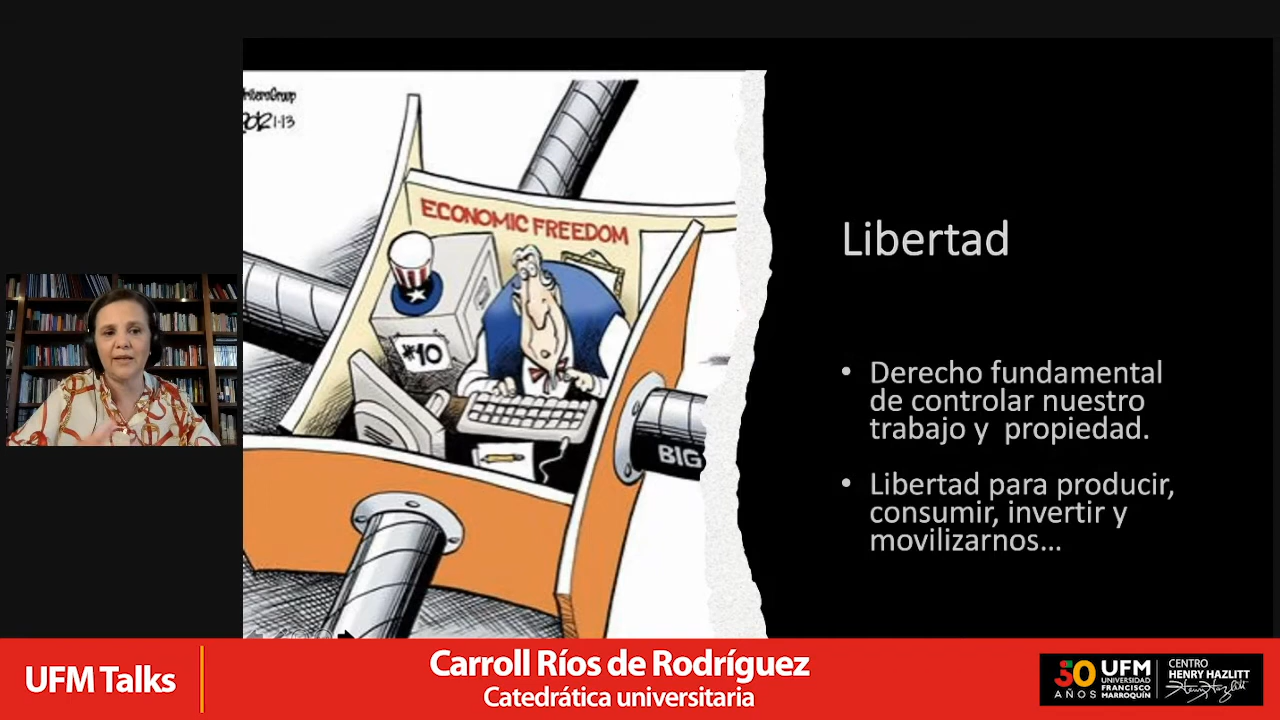 ECONOMIC FREEDOM
*10
BIG
Libertad
• Derecho fundamental
de controlar nuestro
trabajo y propiedad.
• Libertad para producir,
consumir, invertir y
movilizarnos...
UFM Talks
Carroll Ríos de Rodríguez
Catedrática universitaria
50
AÑOS
UFM
UNIVERSIDAD
FRANCISCO
MARROQUÍN
CENTRO
HENRY HAZLITT